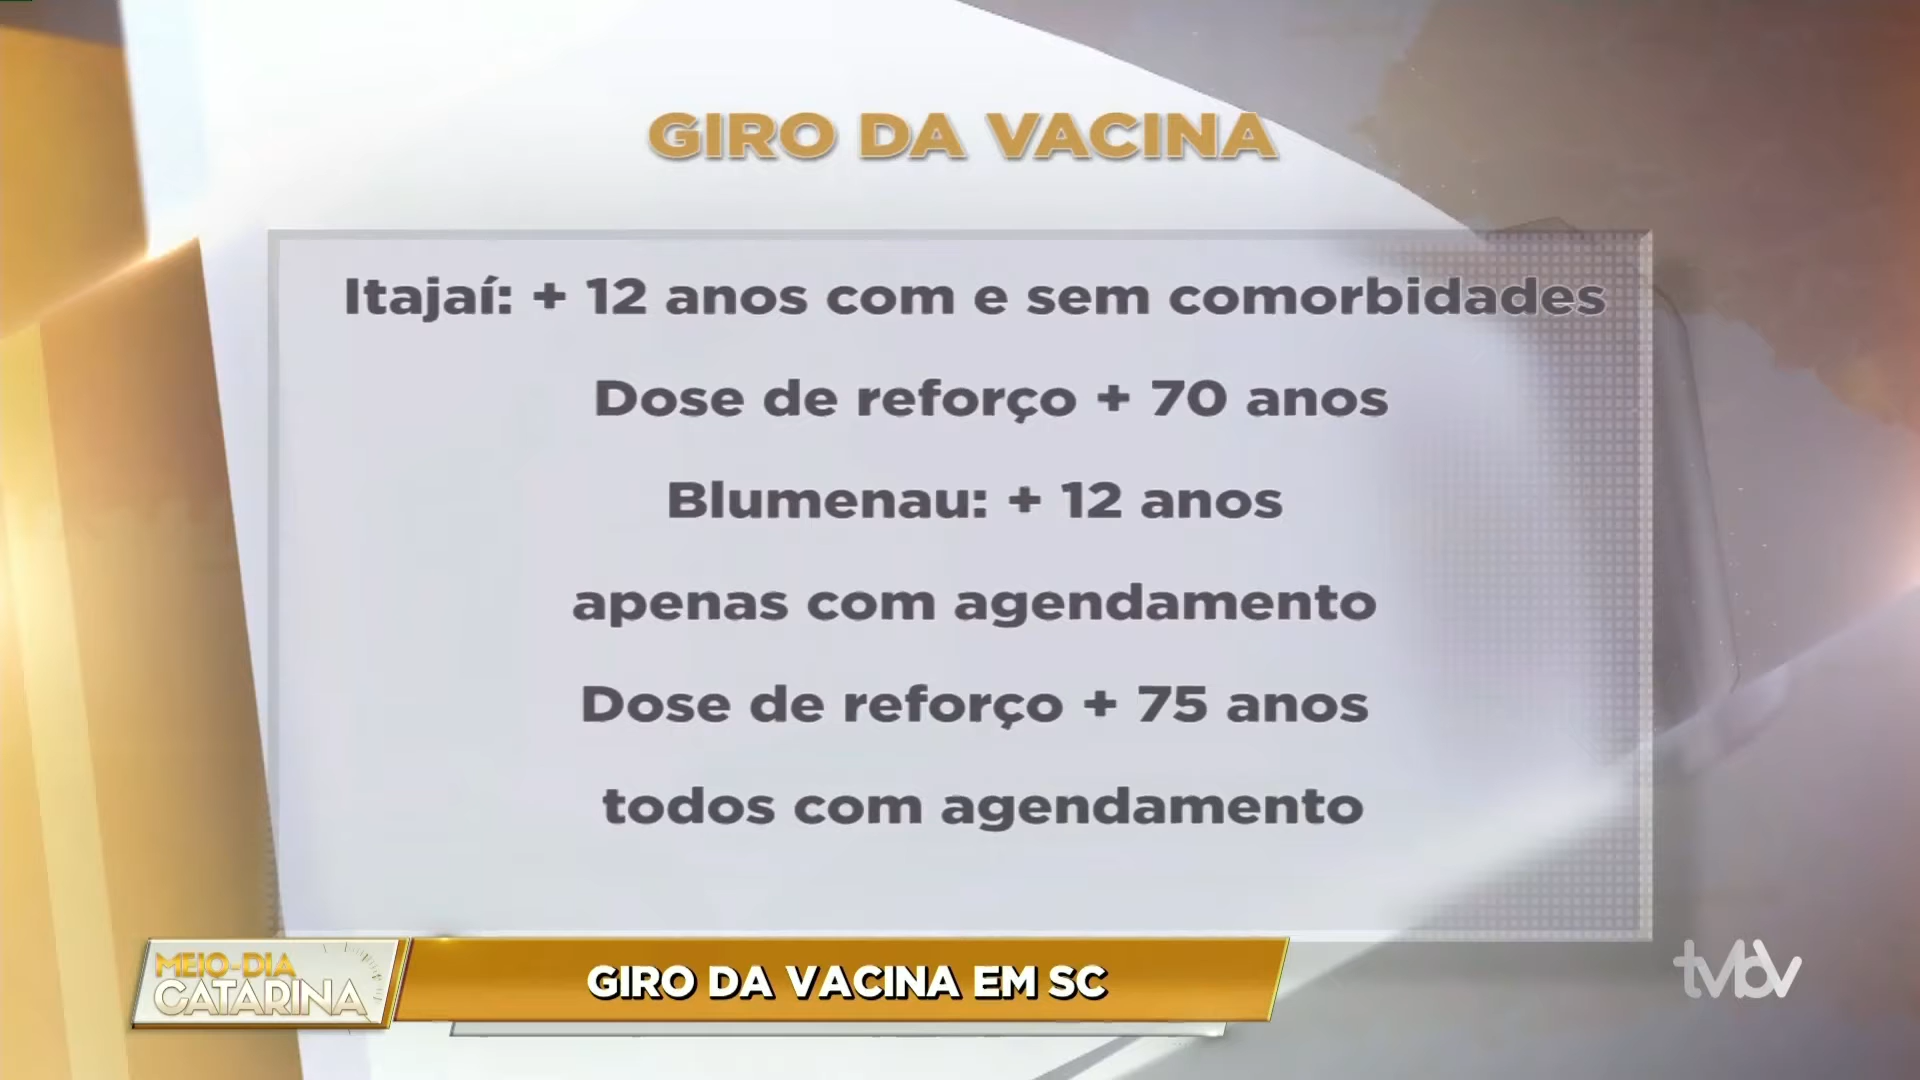 GIRO DA VACINA
Itajaí: + 12 anos com e sem comorbidades
Dose de reforço + 70 anos
Blumenau: + 12 anos
apenas com agendamento
Dose de reforço + 75 anos
todos com agendamento
MEIO-DIA
CATARINA
GIRO DA VACINA EM SC
tvbv